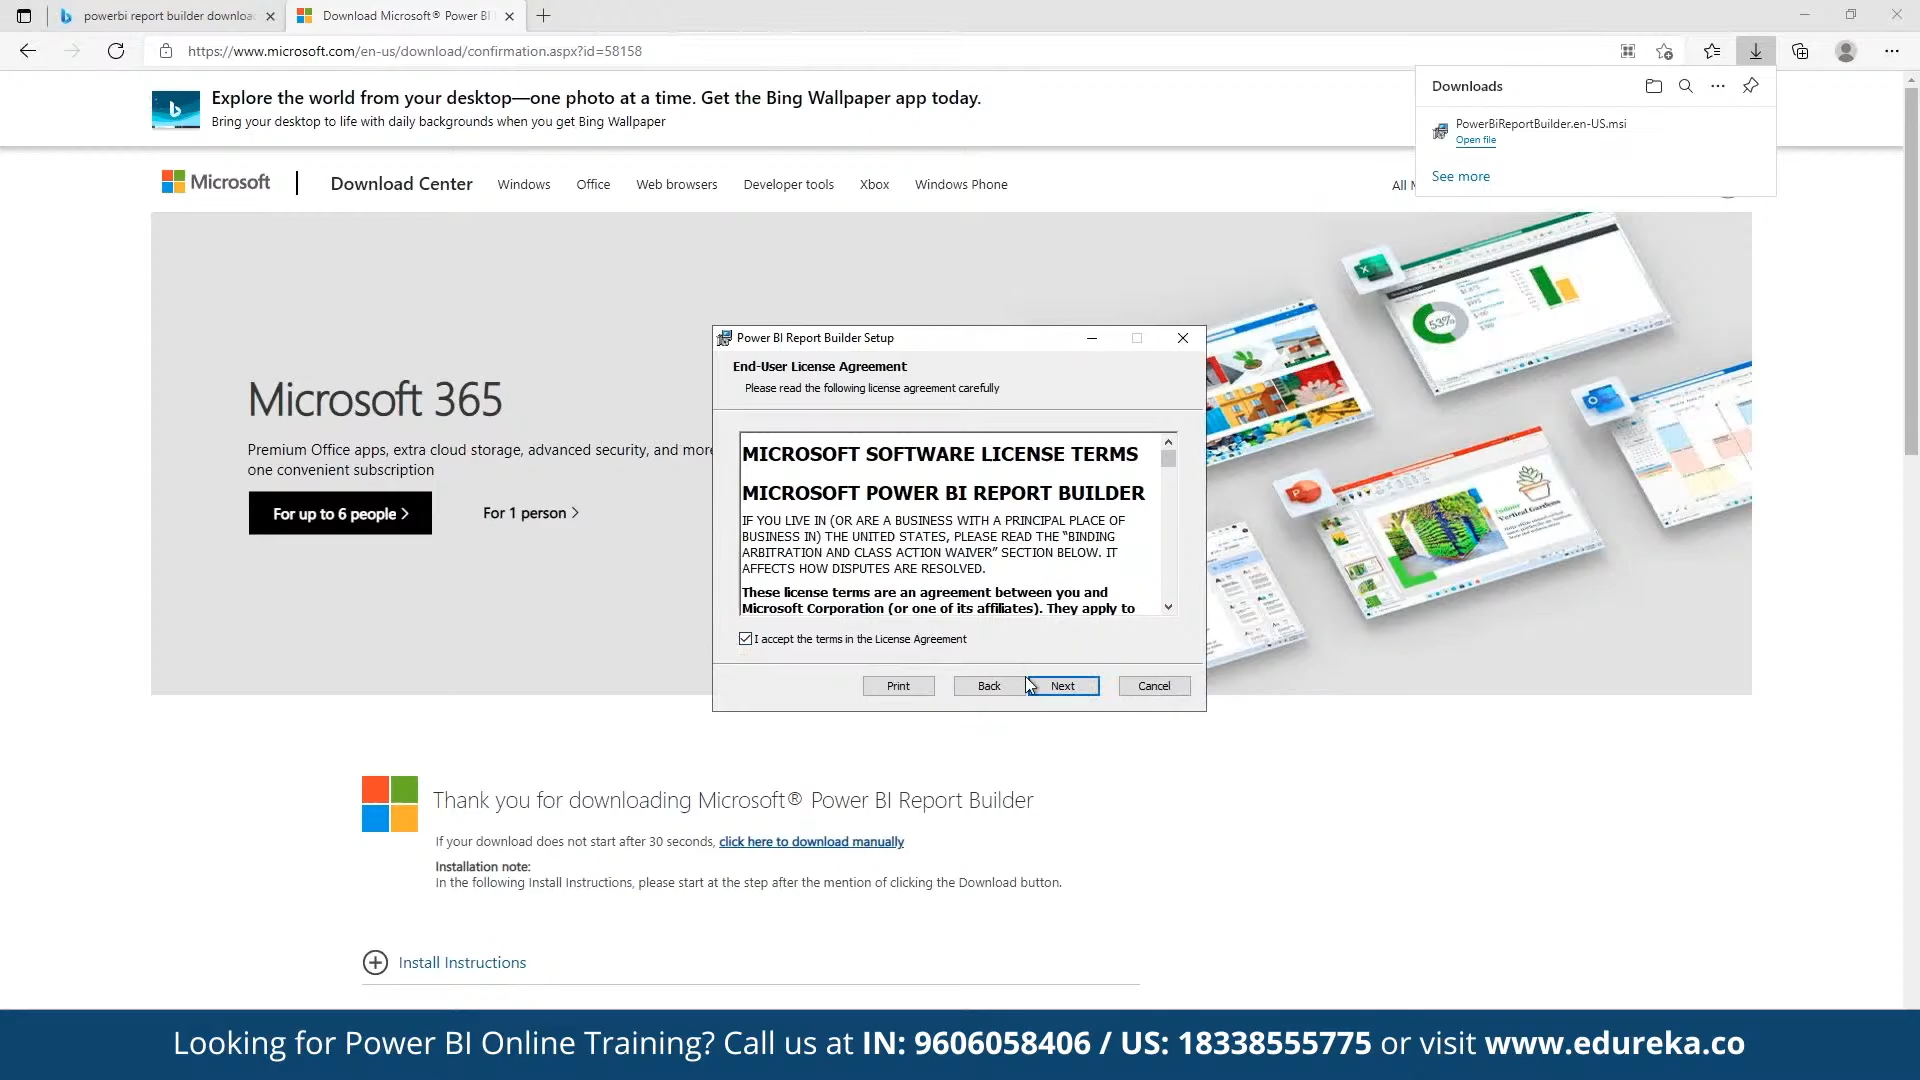 powerbi report builder downloa
Download Microsoft® Power BI
https://www.microsoft.com/en-us/download/confirmation.aspx?id=58158
Explore the world from your desktop—one photo at a time. Get the Bing Wallpaper app today.
Bring your desktop to life with daily backgrounds when you get Bing Wallpaper
Downloads
PowerBiReportBuilder.en-US.msi
Open file
See more
Microsoft
Download Center
Windows
Office
Web browsers
Developer tools
Xbox
Windows Phone
All
Microsoft 365
Premium Office apps, extra cloud storage, advanced security, and more
one convenient subscription
For up to 6 people >
For 1 person >
53%
Indoor
Vertical Garden
Power BI Report Builder Setup
End-User License Agreement
Please read the following license agreement carefully
MICROSOFT SOFTWARE LICENSE TERMS
MICROSOFT POWER BI REPORT BUILDER
IF YOU LIVE IN (OR ARE A BUSINESS WITH A PRINCIPAL PLACE OF
BUSINESS IN) THE UNITED STATES, PLEASE READ THE “BINDING
ARBITRATION AND CLASS ACTION WAIVER” SECTION BELOW. IT
AFFECTS HOW DISPUTES ARE RESOLVED.
These license terms are an agreement between you and
Microsoft Corporation (or one of its affiliates). They apply to
I accept the terms in the License Agreement
Print
Back
Next
Cancel
Thank you for downloading Microsoft® Power BI Report Builder
If your download does not start after 30 seconds, click here to download manually
Installation note:
In the following Install Instructions, please start at the step after the mention of clicking the Download button.
Install Instructions
Looking for Power BI Online Training? Call us at IN: 9606058406 / US: 18338555775 or visit www.edureka.co